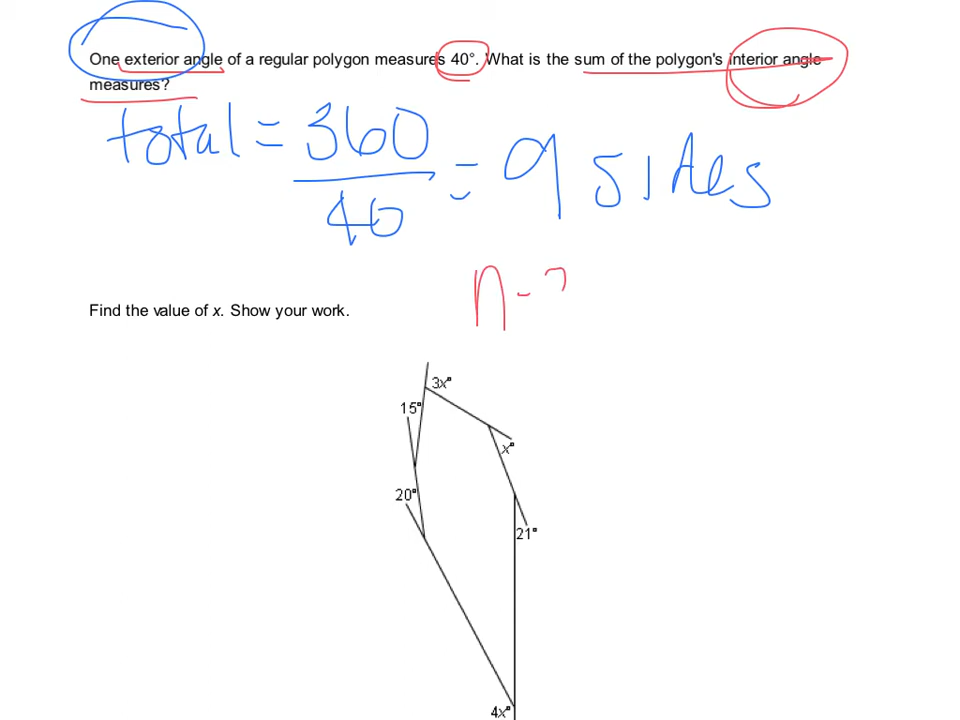 One exterior angle of a regular polygon measures 40°. What is the sum of the polygon's interior angle
measures?
total = 360
40
= 9 sides
n-2
Find the value of x. Show your work.
3x°
15°
x°
20°
21°
4x°